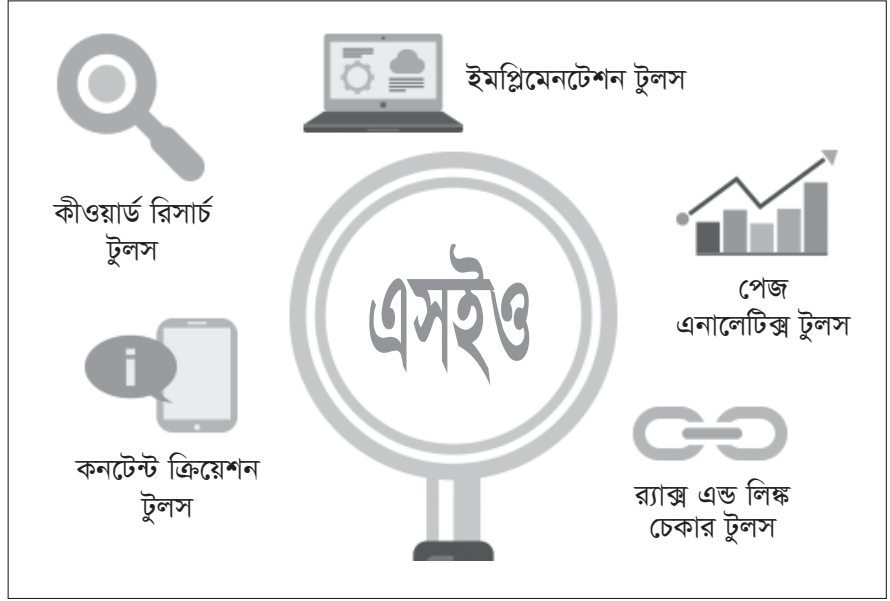 ইমপ্লিমেনটেশন টুলস
কীওয়ার্ড রিসার্চ
টুলস
এসইও
পেজ
এনালেটিক্স টুলস
i
কনটেন্ট ক্রিয়েশন
টুলস
র‍্যাঙ্ক এন্ড লিঙ্ক
চেকার টুলস